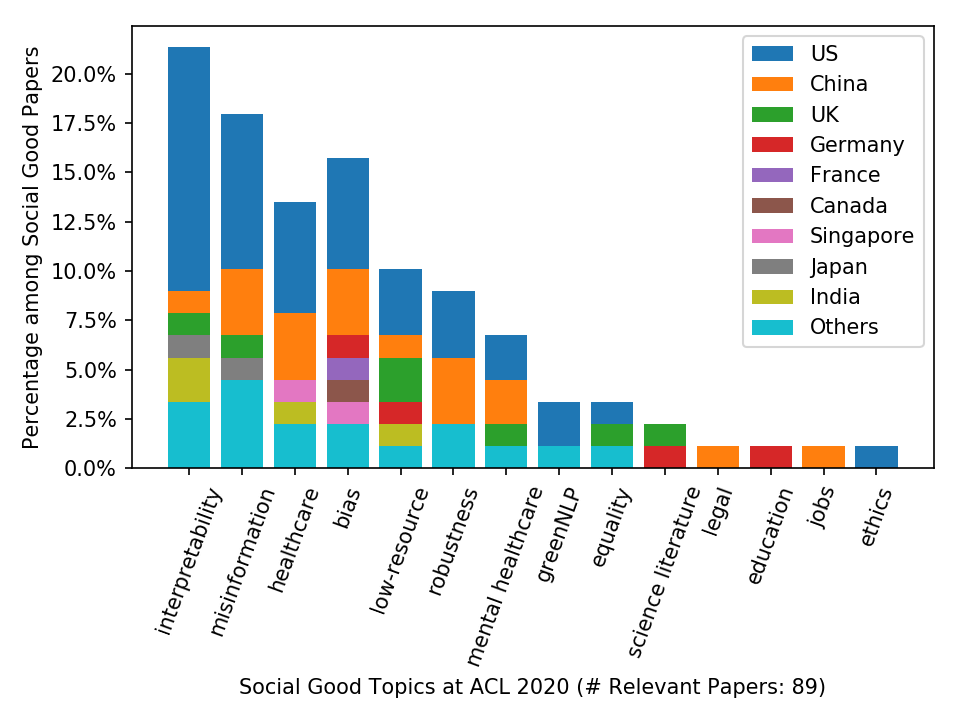 Percentage among Social Good Papers
20.0%
17.5%
15.0%
12.5%
10.0%
7.5%
5.0%
2.5%
0.0%
US
China
UK
Germany
France
Canada
Singapore
Japan
India
Others
interpretability
misinformation
healthcare
bias
low-resource
robustness
mental healthcare
greenNLP
equality
science literature
legal
education
jobs
ethics
Social Good Topics at ACL 2020 (# Relevant Papers: 89)